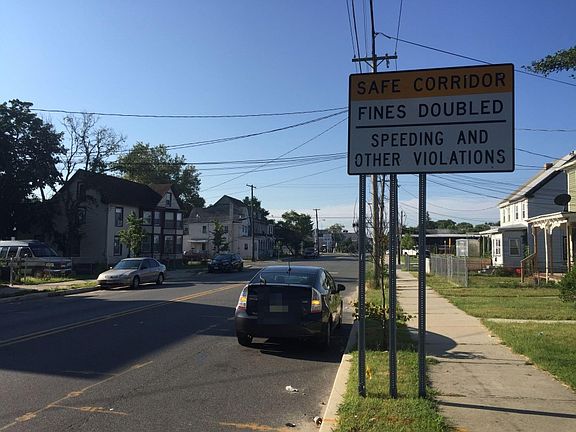 SAFE CORRiDOR
FINES DOUBLED
SPEEDING AND
OTHER VIOLATIONS